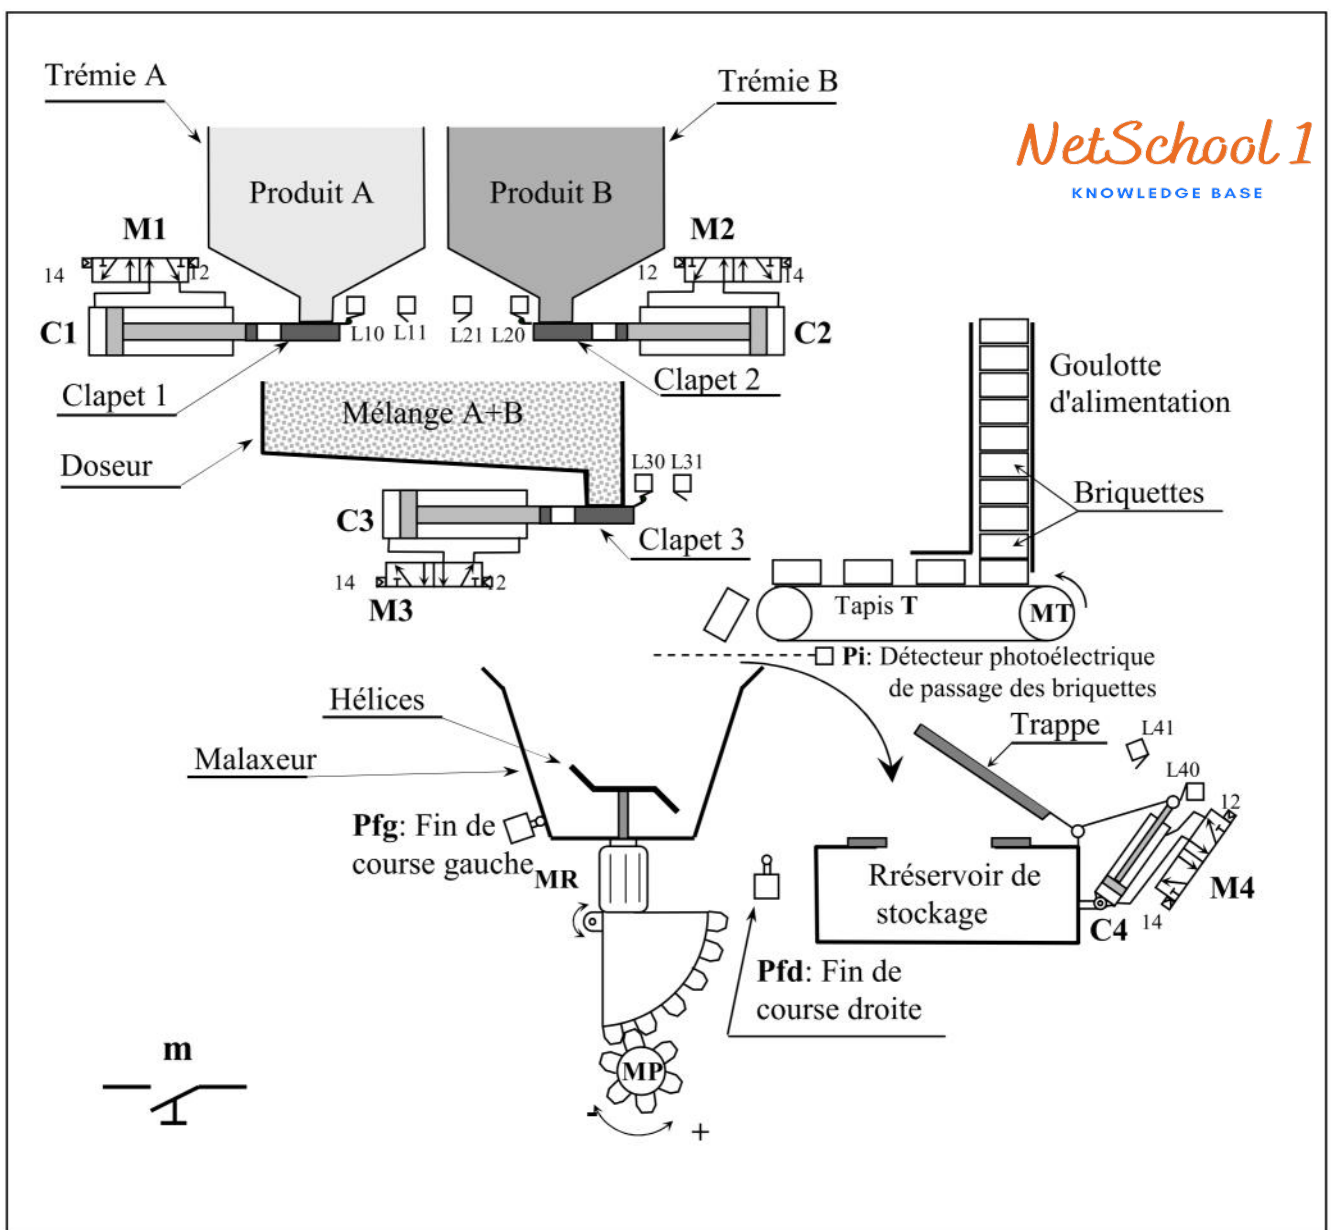 Trémie A
Trémie B
NetSchool 1
KNOWLEDGE BASE
Produit A
Produit B
M1
M2
14
12
12
14
C1
L10
L11
L21
L20
C2
Clapet 1
Clapet 2
Goulotte
d'alimentation
Mélange A+B
Doseur
L30
L31
Briquettes
C3
Clapet 3
14
12
M3
Tapis T
MT
Pi: Détecteur photoélectrique
de passage des briquettes
Hélices
Trappe
L41
Malaxeur
L40
12
Pfg: Fin de
course gauche
MR
Rréservoir de
stockage
M4
C4
14
Pfd: Fin de
course droite
m
MP
-
+